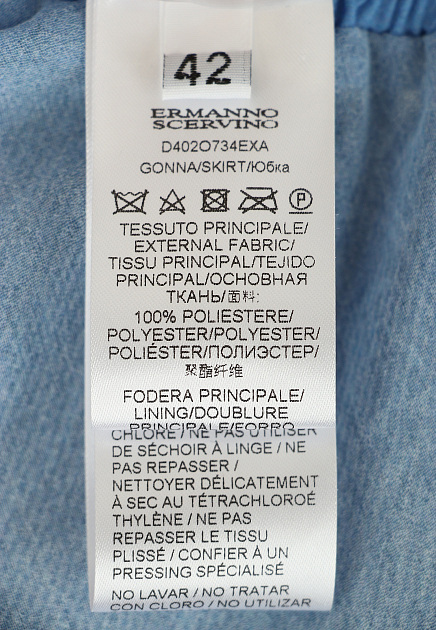 42
ERMANNO
SCERVINO
D402O734EXA
GONNA/SKIRT/Юбка
P
TESSUTO PRINCIPALE/
EXTERNAL FABRIC/
TISSU PRINCIPAL/TEJIDO
PRINCIPAL/ОСНОВНАЯ
ТКАНЬ/面料:
100% POLIESTERE/
POLYESTER/POLYESTER/
POLIÉSTER/ПОЛИЭСТЕР/
聚酯纤维
FODERA PRINCIPALE/
LINING/DOUBLURE
PRINCIPALE/FORRO
CHLORE / NE PAS UTILISER
DE SÉCHOIR À LINGE / NE
PAS REPASSER /
NETTOYER DÉLICATEMENT
À SEC AU TÉTRACHLOROÉ
THYLÈNE / NE PAS
REPASSER LE TISSU
PLISSÉ / CONFIER À UN
PRESSING SPÉCIALISÉ
NO LAVAR / NO TRATAR
CON CLORO / NO UTILIZAR